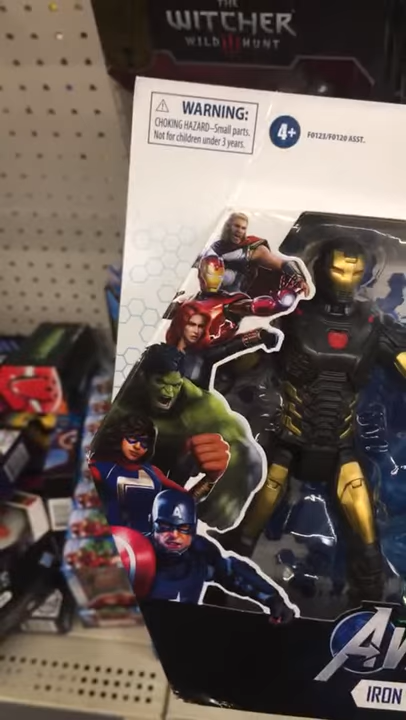 THE
WITCHER
WILD HUNT
WARNING:
CHOKING HAZARD–Small parts.
Not for children under 3 years.
4+
F0123/F0120 ASST.
A
IRON